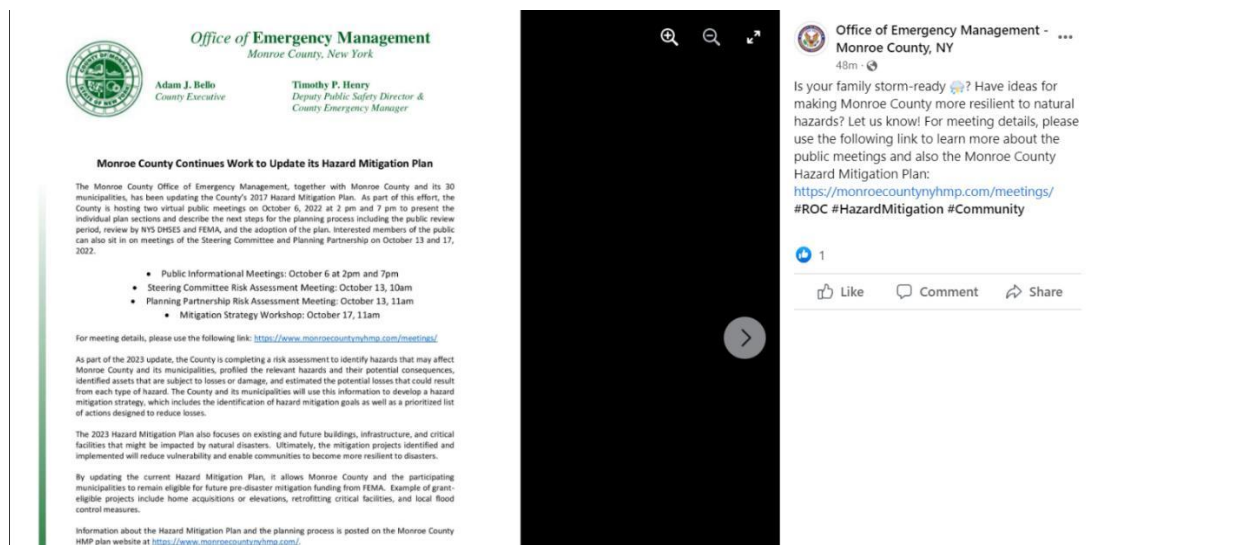 Office of Emergency Management
Monroe County, New York
Adam J. Bello
County Executive
Timothy P. Henry
Deputy Public Safety Director &
County Emergency Manager
Monroe County Continues Work to Update its Hazard Mitigation Plan
The Monroe County Office of Emergency Management, together with Monroe County and its 30
municipalities, has been updating the County's 2017 Hazard Mitigation Plan. As part of this effort, the
County is hosting two virtual public meetings on October 6, 2022 at 2 pm and 7 pm to present the
individual plan sections and describe the next steps for the planning process including the public review
period, review by NYS DHSES and FEMA, and the adoption of the plan. Interested members of the public
can also sit in on meetings of the Steering Committee and Planning Partnership on October 13 and 17,
2022.
• Public Informational Meetings: October 6 at 2pm and 7pm
• Steering Committee Risk Assessment Meeting: October 13, 10am
• Planning Partnership Risk Assessment Meeting: October 13, 11am
• Mitigation Strategy Workshop: October 17, 11am
For meeting details, please use the following link: https://www.monroecountynyhmp.com/meetings/
As part of the 2023 update, the County is completing a risk assessment to identify hazards that may affect
Monroe County and its municipalities, profiled the relevant hazards and their potential consequences,
identified assets that are subject to losses or damage, and estimated the potential losses that could result
from each type of hazard. The County and its municipalities will use this information to develop a hazard
mitigation strategy, which includes the identification of hazard mitigation goals as well as a prioritized list
of actions designed to reduce losses.
The 2023 Hazard Mitigation Plan also focuses on existing and future buildings, infrastructure, and critical
facilities that might be impacted by natural disasters. Ultimately, the mitigation projects identified and
implemented will reduce vulnerability and enable communities to become more resilient to disasters.
By updating the current Hazard Mitigation Plan, it allows Monroe County and the participating
municipalities to remain eligible for future pre-disaster mitigation funding from FEMA. Example of grant-
eligible projects include home acquisitions or elevations, retrofitting critical facilities, and local flood
control measures.
Information about the Hazard Mitigation Plan and the planning process is posted on the Monroe County
HMP plan website at https://www.monroecountynyhmp.com/.
Office of Emergency Management -
Monroe County, NY
48m ·
Is your family storm-ready ⛈️? Have ideas for
making Monroe County more resilient to natural
hazards? Let us know! For meeting details, please
use the following link to learn more about the
public meetings and also the Monroe County
Hazard Mitigation Plan:
https://monroecountynyhmp.com/meetings/
#ROC #HazardMitigation #Community
1
Like
Comment
Share